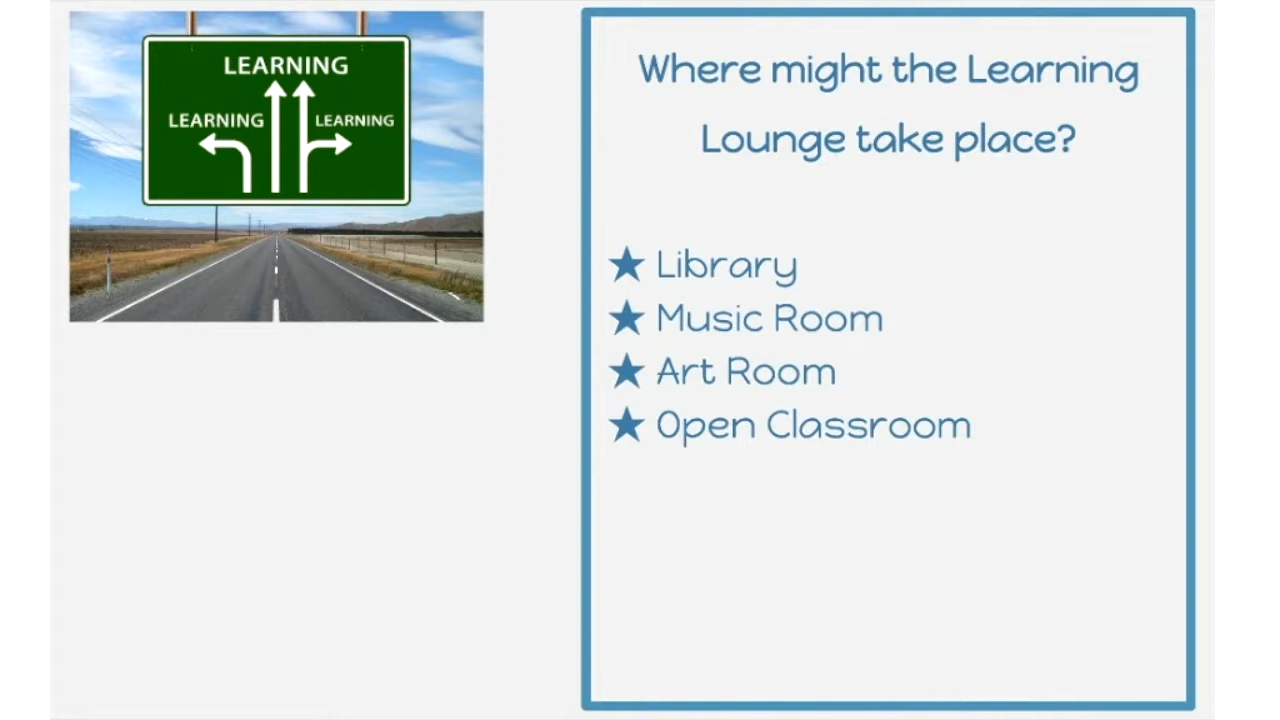 LEARNING
LEARNING
LEARNING
Where might the Learning
Lounge take place?
★ Library
★ Music Room
★ Art Room
★ Open Classroom